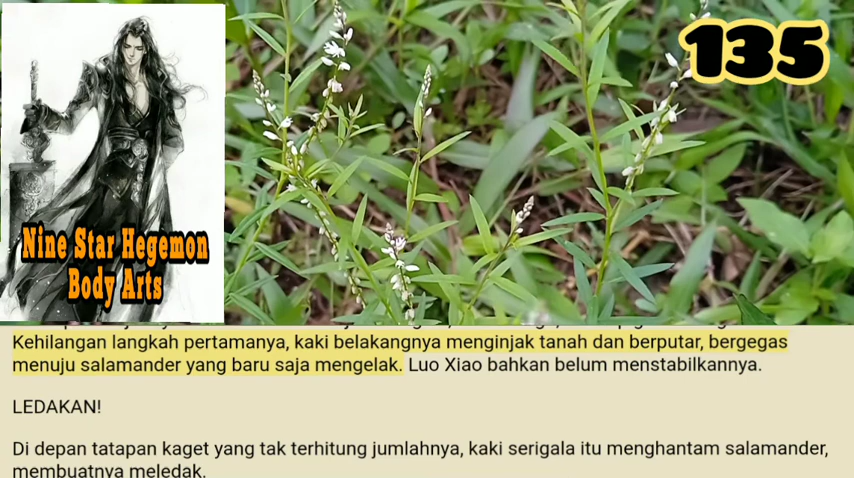 135
Nine Star Hegemon
Body Arts
Kehilangan langkah pertamanya, kaki belakangnya menginjak tanah dan berputar, bergegas
menuju salamander yang baru saja mengelak. Luo Xiao bahkan belum menstabilkannya.
LEDAKAN!
Di depan tatapan kaget yang tak terhitung jumlahnya, kaki serigala itu menghantam salamander,
membuatnya meledak.